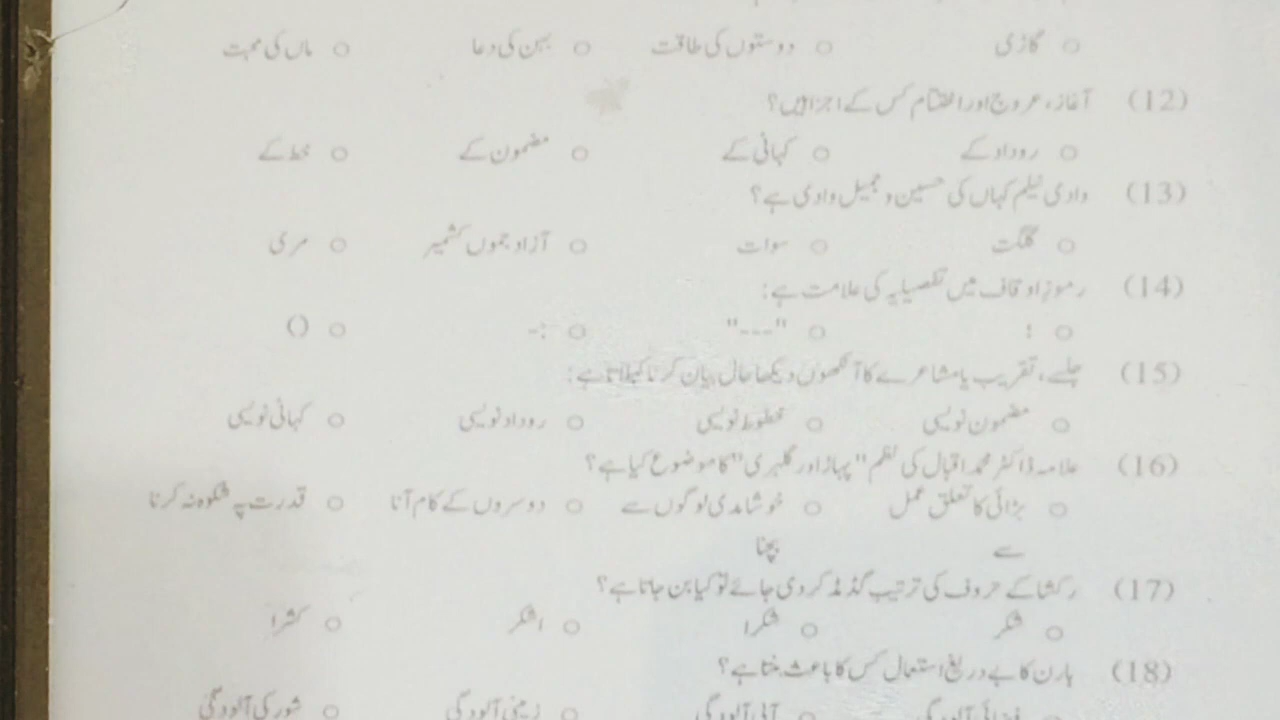 ○ گاڑی ○ دوستوں کی طاقت ○ بہن کی دعا ○ ماں کی محبت
(12) آغاز، عروج اور اختتام کس کے اجزا ہیں؟
○ روداد کے ○ کہانی کے ○ مضمون کے ○ خط کے
(13) وادی نیلم کہاں کی حسین و جمیل وادی ہے؟
○ گلگت ○ سوات ○ آزاد جموں کشمیر ○ مری
(14) رموزِ اوقاف میں تفصیلیہ کی علامت ہے:
○ ؛ ○ "---" ○ :- ○ ()
(15) جلسے، تقریب یا مشاعرے کا آنکھوں دیکھا حال بیان کرنا کہلاتا ہے:
○ مضمون نویسی ○ خطوط نویسی ○ روداد نویسی ○ کہانی نویسی
(16) علامہ ڈاکٹر محمد اقبال کی نظم "پہاڑ اور گلہری" کا موضوع کیا ہے؟
○ بڑائی کا تعلق عمل ○ خوشامدی لوگوں سے ○ دوسروں کے کام آنا ○ قدرت پہ شکوہ نہ کرنا
سے بچنا
(17) رکشا کے حروف کی ترتیب گڈمڈ کر دی جائے تو کیا بن جاتا ہے؟
○ شکر ○ شکرا ○ اشکر ○ کشرا
(18) ہارن کا بے دریغ استعمال کس کا باعث بنتا ہے؟
○ فضائی آلودگی ○ آبی آلودگی ○ زمینی آلودگی ○ شور کی آلودگی